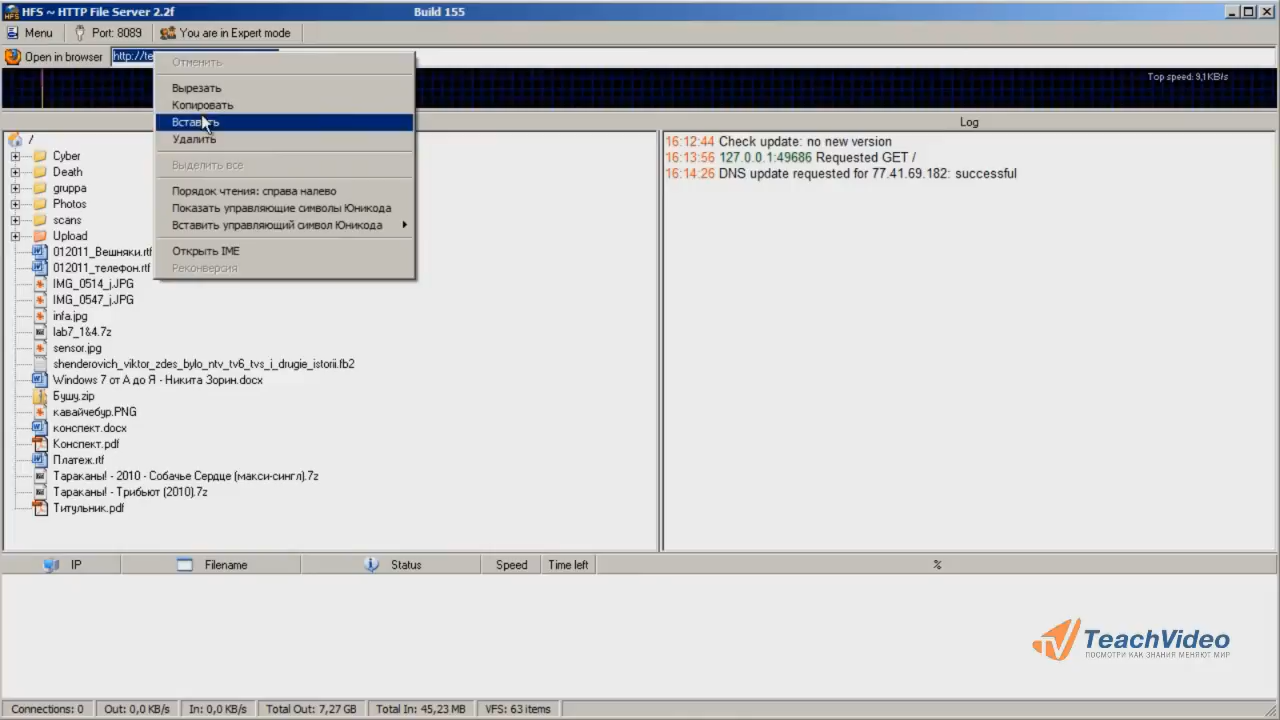 HFS ~ HTTP File Server 2.2f
Build 155
Menu
Port: 8089
You are in Expert mode
Open in browser
http://te
Отменить
Вырезать
Копировать
Вставить
Удалить
Выделить все
Порядок чтения: справа налево
Показать управляющие символы Юникода
Вставить управляющий символ Юникода
Открыть IME
Реконверсия
Top speed: 9,1KB/s
Log
/
Cyber
Death
gruppa
Photos
scans
Upload
012011_Вешняки.rtf
012011_телефон.rtf
IMG_0514_j.JPG
IMG_0547_j.JPG
infa.jpg
lab7_1&4.7z
sensor.jpg
shenderovich_viktor_zdes_bylo_ntv_tv6_tvs_i_drugie_istorii.fb2
Windows 7 от А до Я - Никита Зорин.docx
Бушу.zip
кавайчебур.PNG
конспект.docx
Конспект.pdf
Платеж.rtf
Тараканы! - 2010 - Собачье Сердце (макси-сингл).7z
Тараканы! - Трибьют (2010).7z
Титульник.pdf
16:12:44 Check update: no new version
16:13:56 127.0.0.1:49686 Requested GET /
16:14:26 DNS update requested for 77.41.69.182: successful
IP
Filename
Status
Speed
Time left
%
TeachVideo
ПОСМОТРИ КАК ЗНАНИЯ МЕНЯЮТ МИР
Connections: 0
Out: 0,0 KB/s
In: 0,0 KB/s
Total Out: 7,27 GB
Total In: 45,23 MB
VFS: 63 items